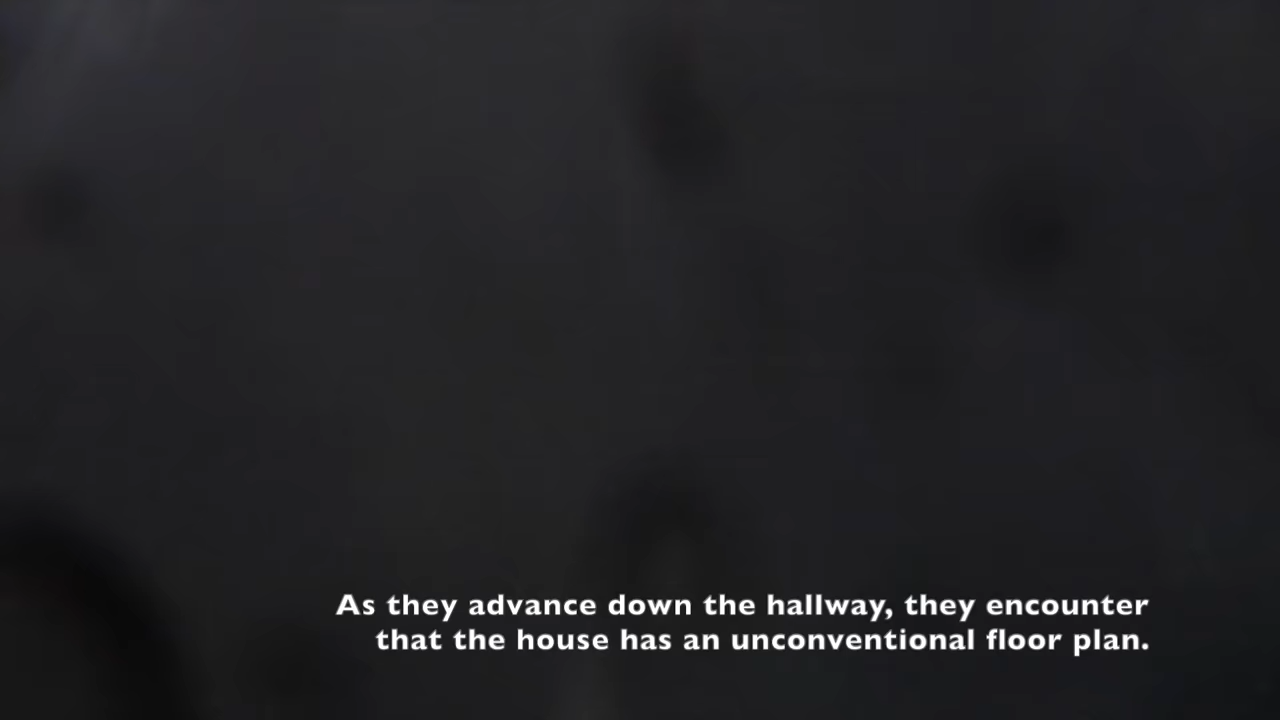 As they advance down the hallway, they encounter
that the house has an unconventional floor plan.